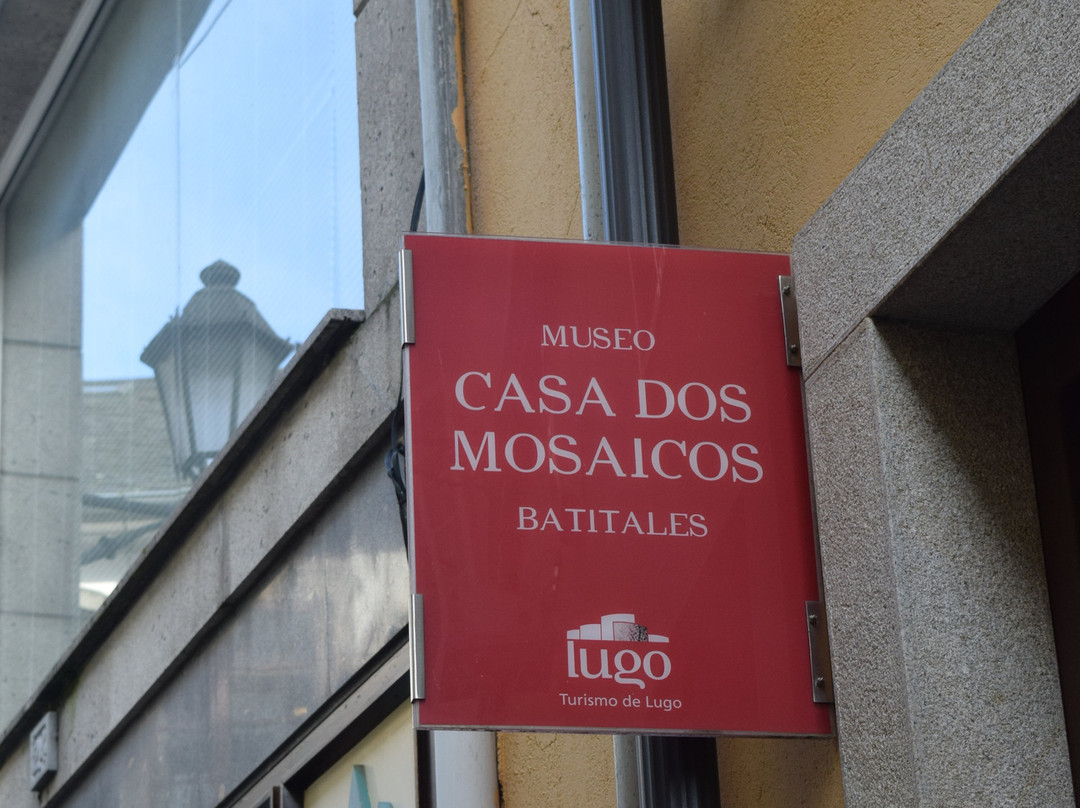 MUSEO
CASA DOS
MOSAICOS
BATITALES
lugo
Turismo de Lugo